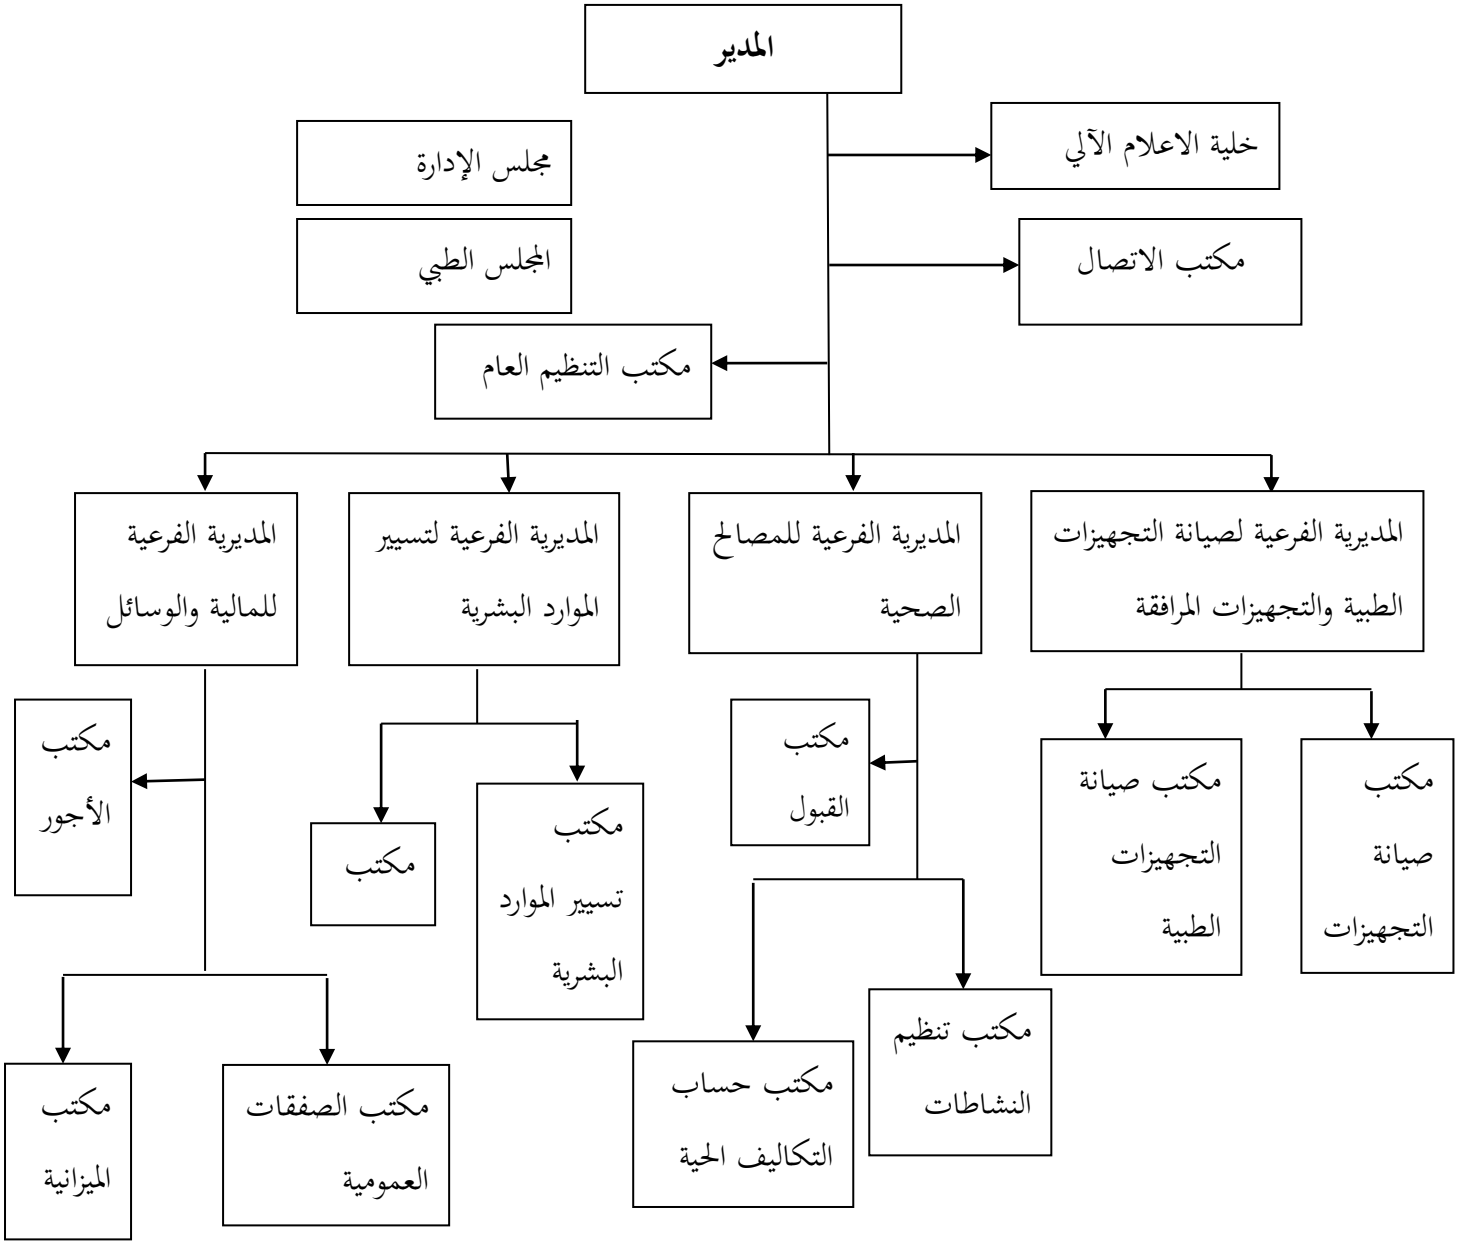 المدير
خلية الاعلام الآلي
مجلس الإدارة
مكتب الاتصال
المجلس الطبي
مكتب التنظيم العام
المديرية الفرعية لصيانة التجهيزات
الطبية والتجهيزات المرافقة
المديرية الفرعية للمصالح
الصحية
المديرية الفرعية لتسيير
الموارد البشرية
المديرية الفرعية
للمالية والوسائل
مكتب
صيانة
التجهيزات
مكتب صيانة
التجهيزات
الطبية
مكتب
القبول
مكتب
تسيير الموارد
البشرية
مكتب
مكتب
الأجور
مكتب تنظيم
النشاطات
مكتب حساب
التكاليف الحية
مكتب الصفقات
العمومية
مكتب
الميزانية